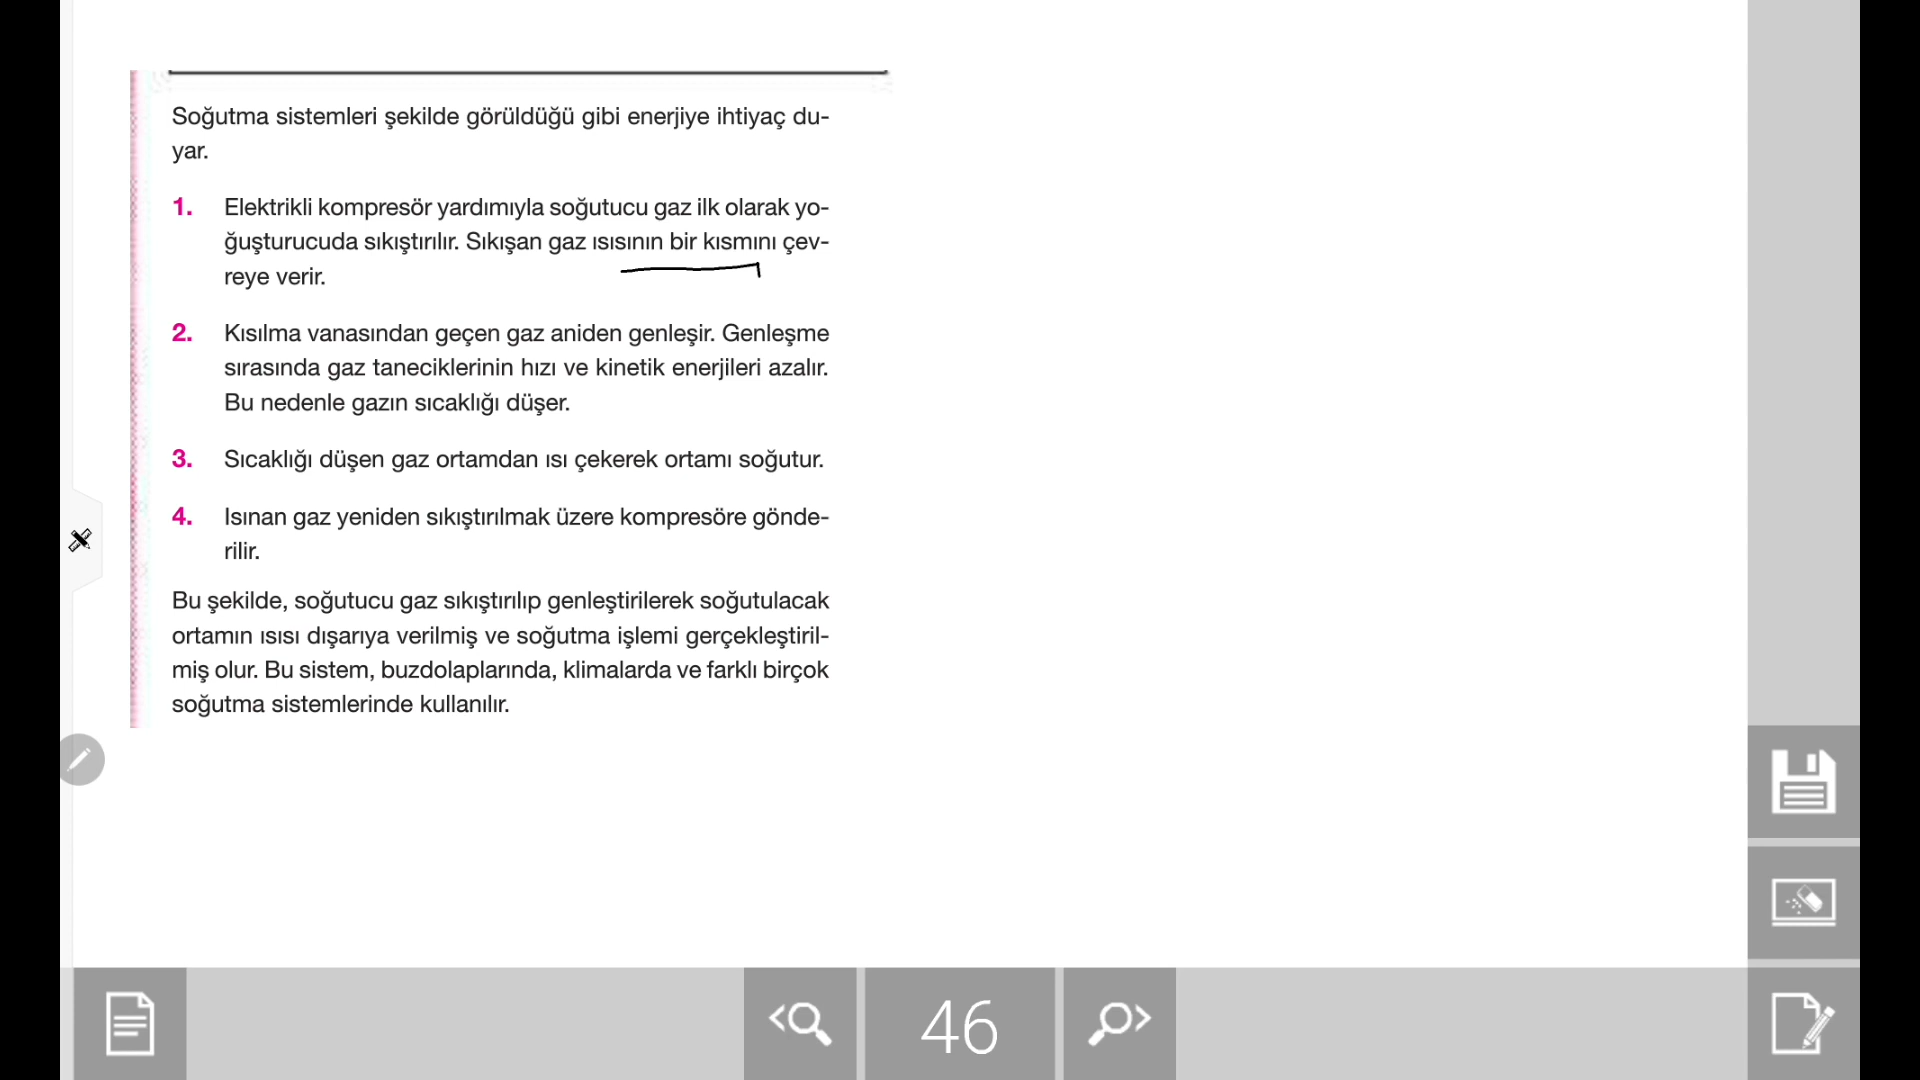 Soğutma sistemleri şekilde görüldüğü gibi enerjiye ihtiyaç du-
yar.
1. Elektrikli kompresör yardımıyla soğutucu gaz ilk olarak yo-
ğuşturucuda sıkıştırılır. Sıkışan gaz ısısının bir kısmını çev-
reye verir.
2. Kısılma vanasından geçen gaz aniden genleşir. Genleşme
sırasında gaz taneciklerinin hızı ve kinetik enerjileri azalır.
Bu nedenle gazın sıcaklığı düşer.
3. Sıcaklığı düşen gaz ortamdan ısı çekerek ortamı soğutur.
4. Isınan gaz yeniden sıkıştırılmak üzere kompresöre gönde-
rilir.
Bu şekilde, soğutucu gaz sıkıştırılıp genleştirilerek soğutulacak
ortamın ısısı dışarıya verilmiş ve soğutma işlemi gerçekleştiril-
miş olur. Bu sistem, buzdolaplarında, klimalarda ve farklı birçok
soğutma sistemlerinde kullanılır.
46